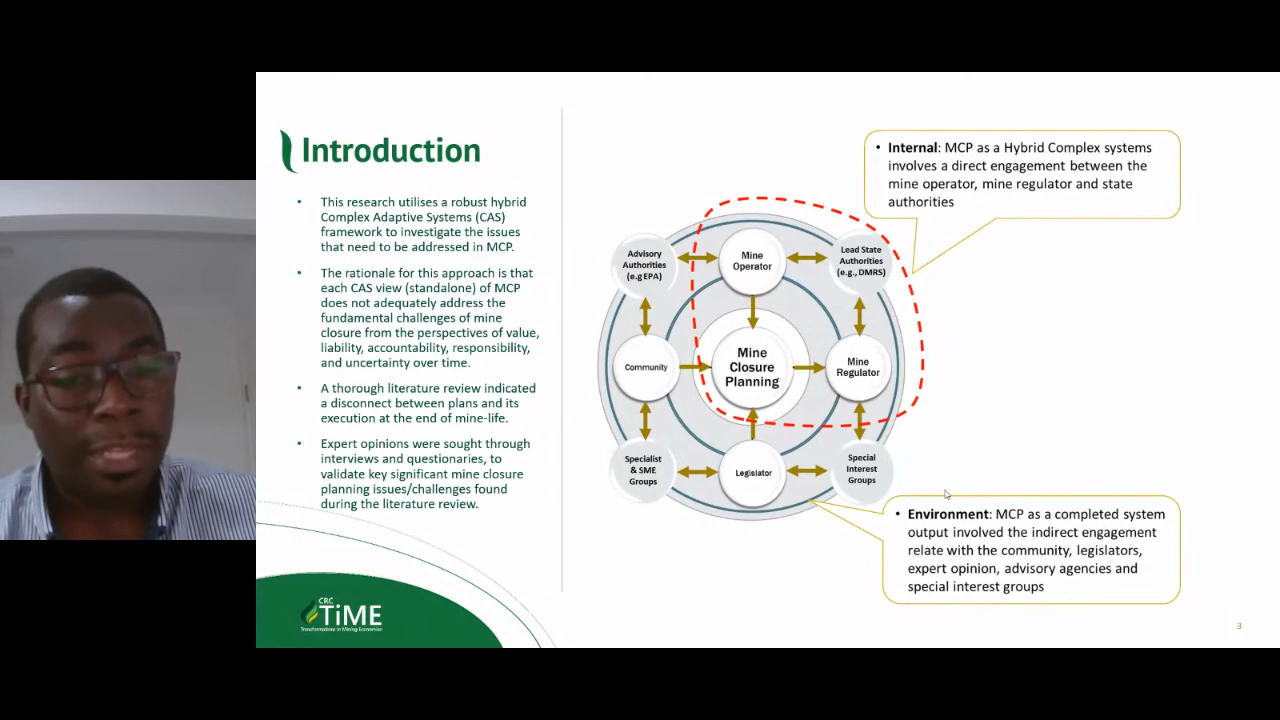 Introduction
• This research utilises a robust hybrid
Complex Adaptive Systems (CAS)
framework to investigate the issues
that need to be addressed in MCP.
• The rationale for this approach is that
each CAS view (standalone) of MCP
does not adequately address the
fundamental challenges of mine
closure from the perspectives of value,
liability, accountability, responsibility,
and uncertainty over time.
• A thorough literature review indicated
a disconnect between plans and its
execution at the end of mine-life.
• Expert opinions were sought through
interviews and questionaries, to
validate key significant mine closure
planning issues/challenges found
during the literature review.
CRC
TiME
Transformations in Mining Economies
Advisory
Authorities
(e.g EPA)
Mine
Operator
Lead State
Authorities
(e.g., DMRS)
Community
Mine
Closure
Planning
Mine
Regulator
Specialist
& SME
Groups
Legislator
Special
Interest
Groups
• Internal: MCP as a Hybrid Complex systems
involves a direct engagement between the
mine operator, mine regulator and state
authorities
• Environment: MCP as a completed system
output involved the indirect engagement
relate with the community, legislators,
expert opinion, advisory agencies and
special interest groups
3